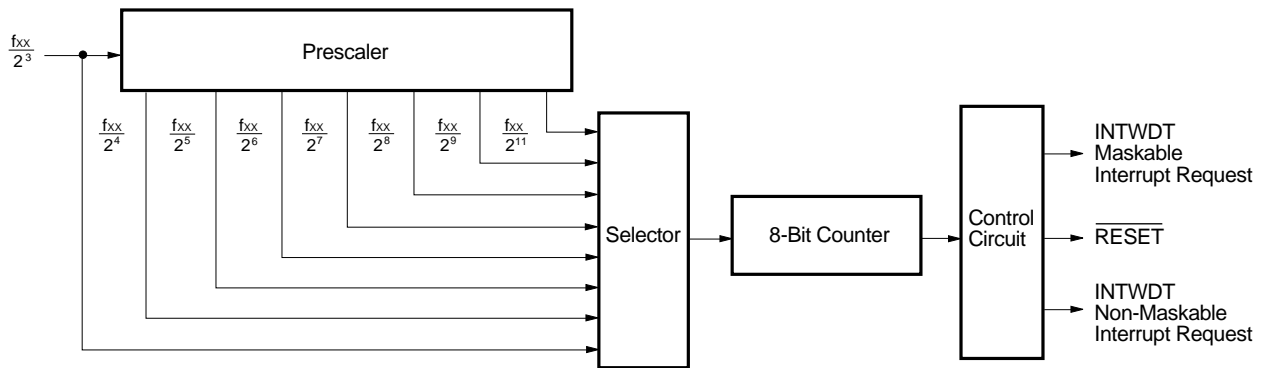 Prescaler
fxx
2³
fxx
2⁴
fxx
2⁵
fxx
2⁶
fxx
2⁷
fxx
2⁸
fxx
2⁹
fxx
2¹¹
Selector
8-Bit Counter
Control
Circuit
INTWDT
Maskable
Interrupt Request
RESET
INTWDT
Non-Maskable
Interrupt Request